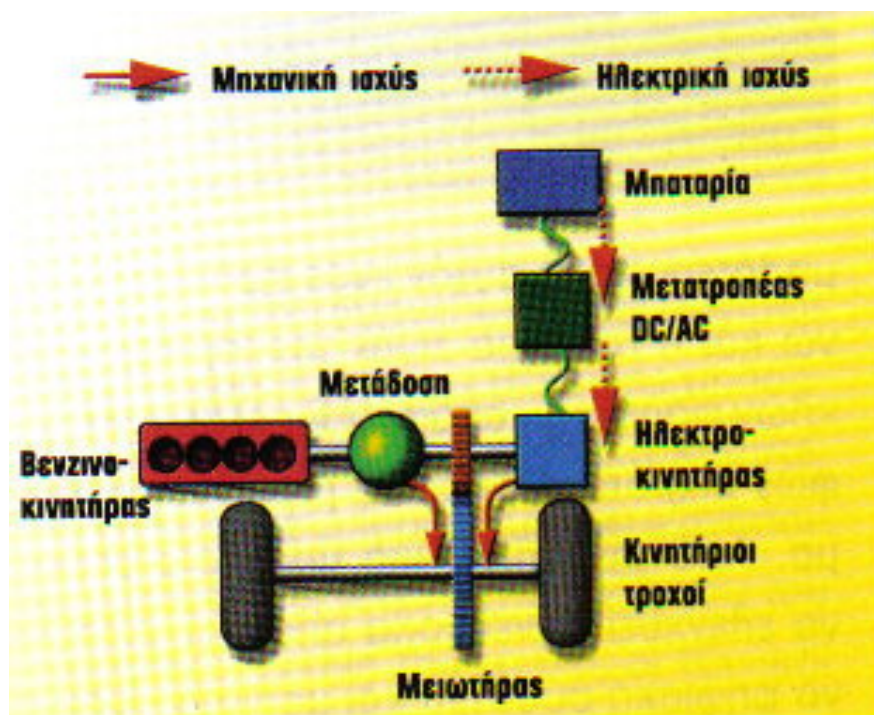 Μηχανική ισχύς
Ηλεκτρική ισχύς
Μπαταρία
Μετατροπέας
DC/AC
Μετάδοση
Βενζινο-
κινητήρας
Ηλεκτρο-
κινητήρας
Κινητήριοι
τροχοί
Μειωτήρας